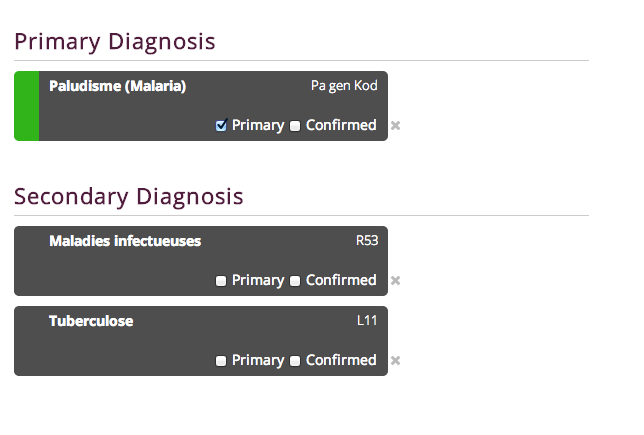 Primary Diagnosis
Paludisme (Malaria) Pa gen Kod
Primary Confirmed
Secondary Diagnosis
Maladies infectueuses R53
Primary Confirmed
Tuberculose L11
Primary Confirmed